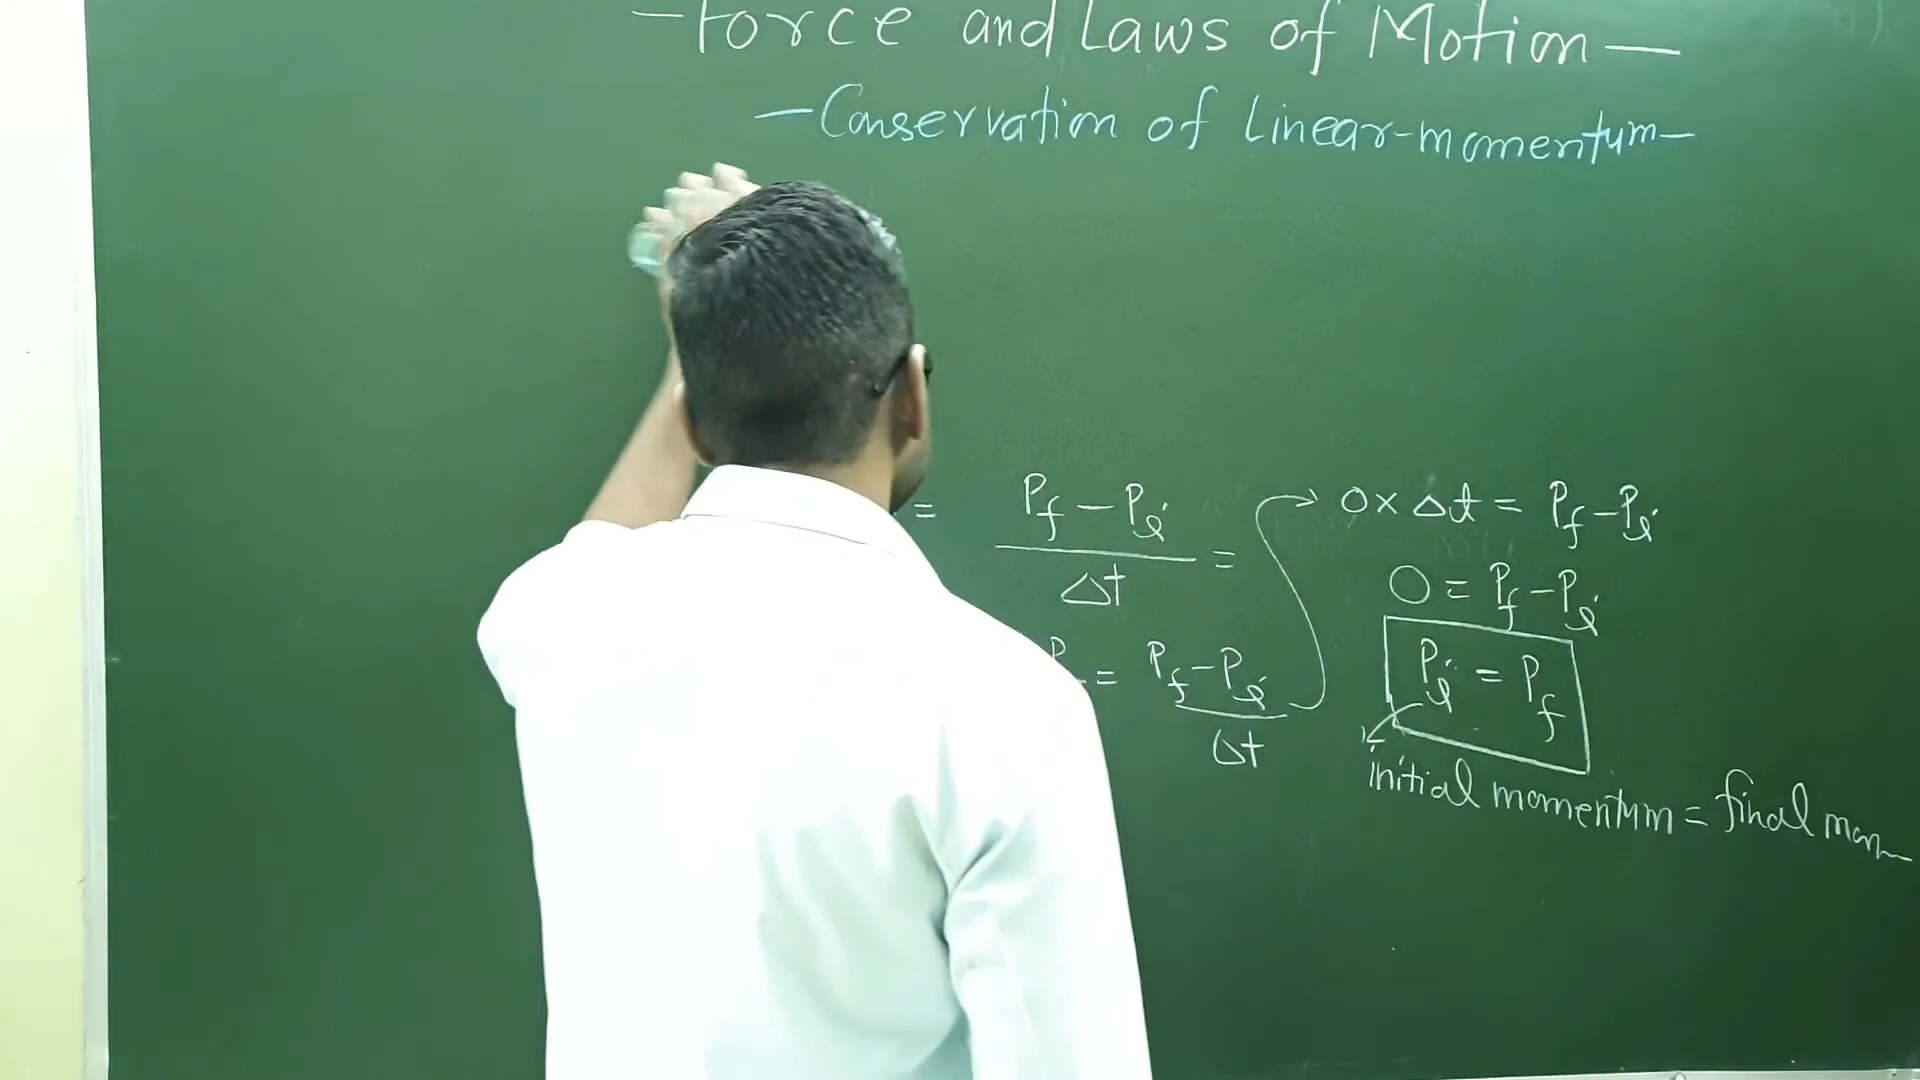 —Force and Laws of Motion—
—Conservation of Linear-momentum—
= Pf – Pi / Δt =
P = Pf – Pi / Δt
0 × Δt = Pf – Pi
0 = Pf – Pi
Pi = Pf
initial momentum = final mom